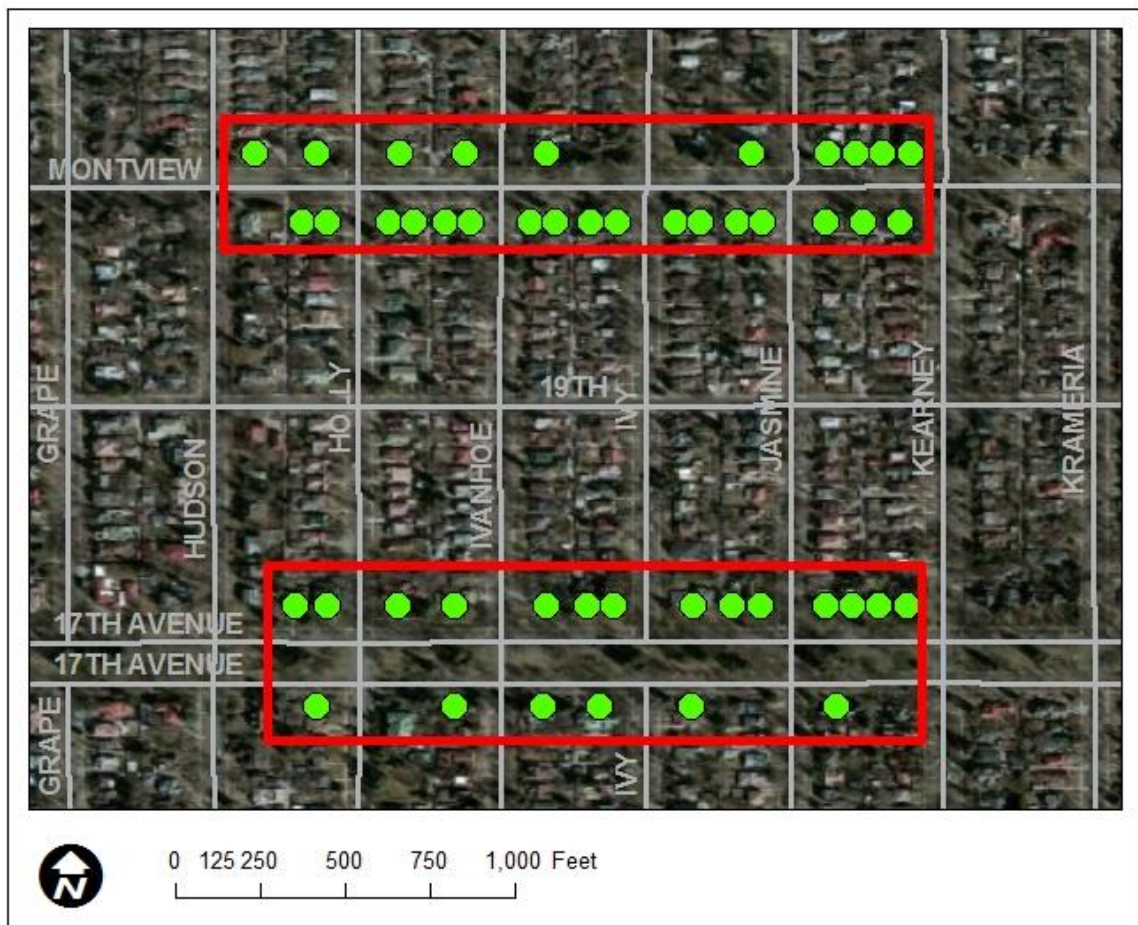 MONTVIEW
19TH
GRAPE
HUDSON
HOLLY
IVANHOE
IVY
JASMINE
KEARNEY
KRAMERIA
17TH AVENUE
17TH AVENUE
GRAPE
IVY
N
0 125 250 500 750 1,000 Feet